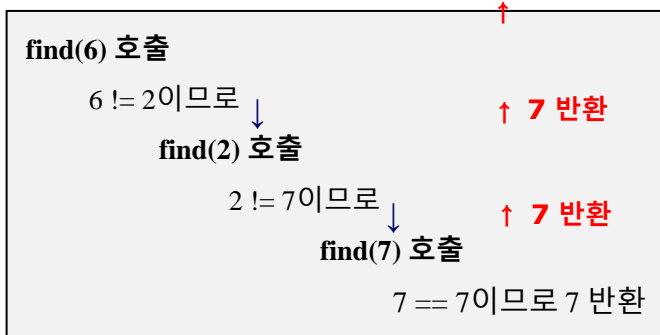 ↑
find(6) 호출
6 != 2이므로 ↓ ↑ 7 반환
find(2) 호출
2 != 7이므로 ↓ ↑ 7 반환
find(7) 호출
7 == 7이므로 7 반환